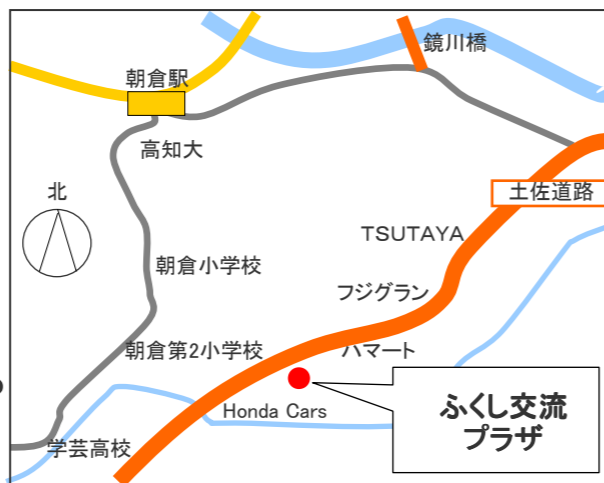 鏡川橋
朝倉駅
高知大
北
土佐道路
TSUTAYA
朝倉小学校
フジグラン
朝倉第2小学校
ハマート
Honda Cars
ふくし交流
プラザ
学芸高校